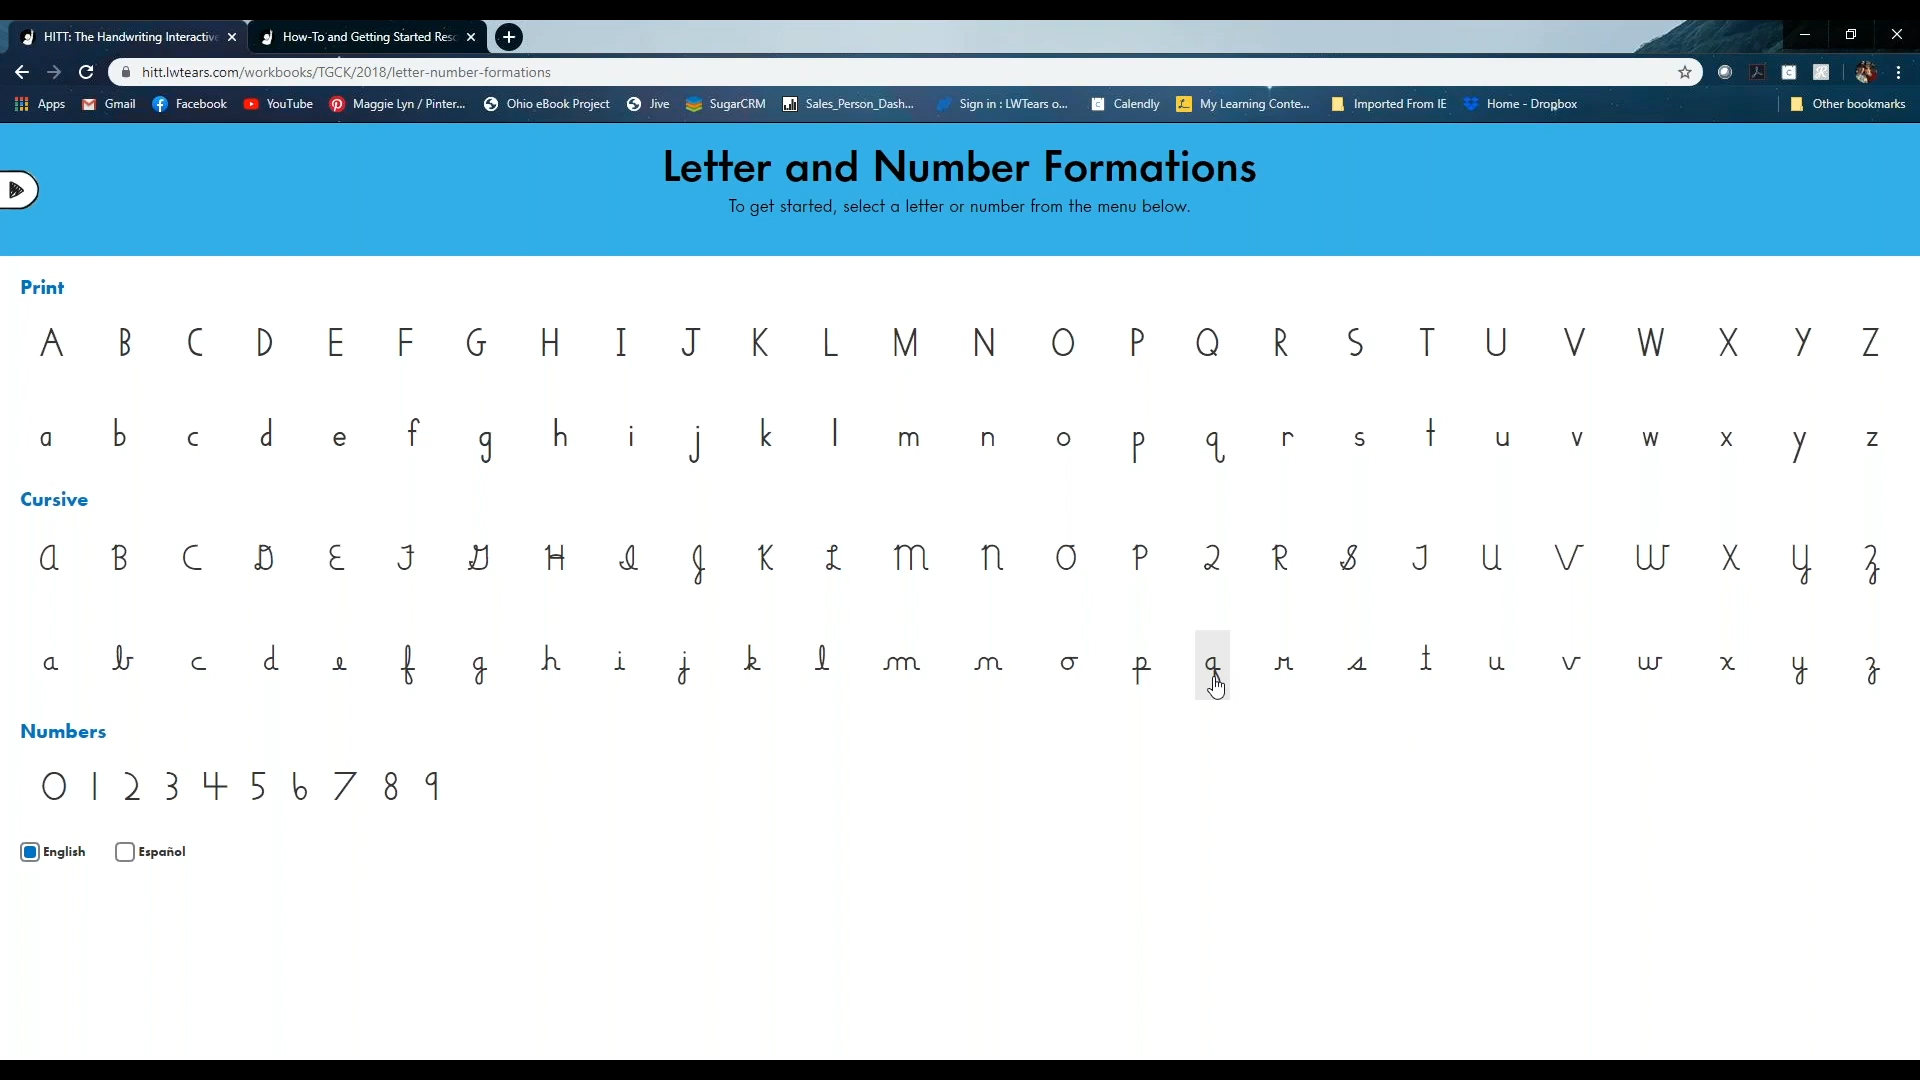 HITT: The Handwriting Interactive
How-To and Getting Started Res
hitt.lwtears.com/workbooks/TGCK/2018/letter-number-formations
Apps Gmail Facebook YouTube Maggie Lyn / Pinter... Ohio eBook Project Jive SugarCRM Sales_Person_Dash... Sign in : LWTears o... Calendly My Learning Conte... Imported From IE Home - Dropbox Other bookmarks
Letter and Number Formations
To get started, select a letter or number from the menu below.
Print
A B C D E F G H I J K L M N O P Q R S T U V W X Y Z
a b c d e f g h i j k l m n o p q r s t u v w x y z
Cursive
A B C D E F G H I J K L M N O P Q R S T U V W X Y Z
a b c d e f g h i j k l m n o p q r s t u v w x y z
Numbers
0 1 2 3 4 5 6 7 8 9
English Español